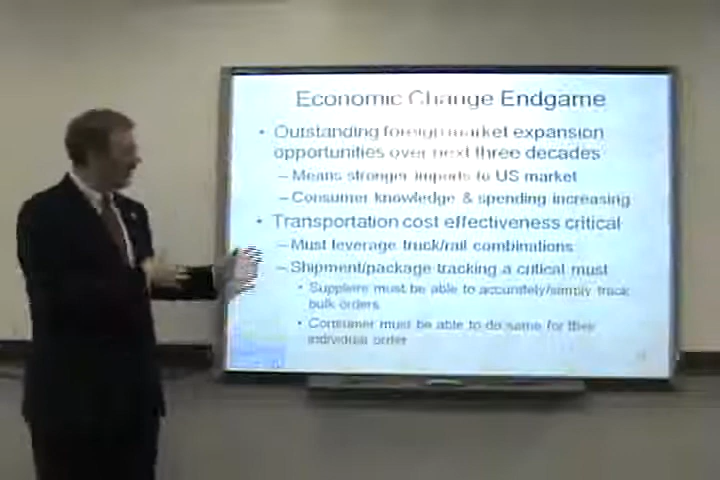 Economic Change Endgame
• Outstanding foreign market expansion
opportunities over next three decades
– Means stronger imports to US market
– Consumer knowledge & spending increasing
• Transportation cost effectiveness critical
– Must leverage truck/rail combinations
– Shipment/package tracking a critical must
• Suppliers must be able to accurately/simply track
bulk orders
• Consumer must be able to do same for their
individual order